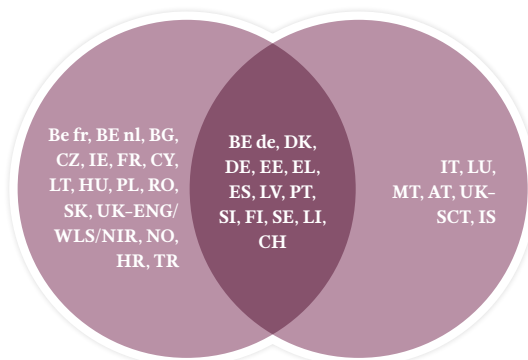 Be fr, BE nl, BG,
CZ, IE, FR, CY,
LT, HU, PL, RO,
SK, UK-ENG/
WLS/NIR, NO,
HR, TR
BE de, DK,
DE, EE, EL,
ES, LV, PT,
SI, FI, SE, LI,
CH
IT, LU,
MT, AT, UK-
SCT, IS